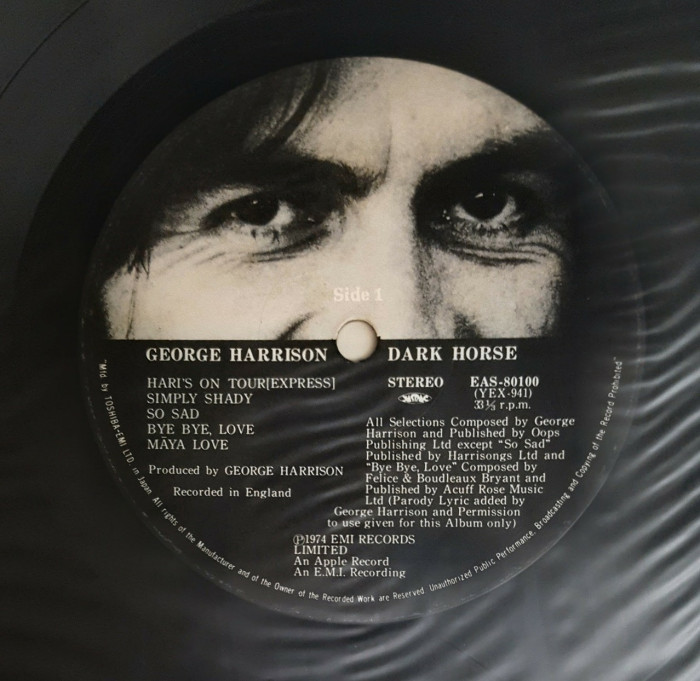 Side 1
GEORGE HARRISON DARK HORSE
HARI'S ON TOUR[EXPRESS]
SIMPLY SHADY
SO SAD
BYE BYE, LOVE
MĀYA LOVE
Produced by GEORGE HARRISON
Recorded in England
STEREO EAS-80100
(YEX-941)
33⅓ r.p.m.
JASRAC
All Selections Composed by George
Harrison and Published by Oops
Publishing Ltd except "So Sad"
Published by Harrisongs Ltd and
"Bye Bye, Love" Composed by
Felice & Boudleaux Bryant and
Published by Acuff Rose Music
Ltd (Parody Lyric added by
George Harrison and Permission
to use given for this Album only)
Ⓟ1974 EMI RECORDS
LIMITED
An Apple Record
An E.M.I. Recording
"Mfd by TOSHIBA-EMI LTD in Japan. All rights of the Manufacturer and of the Owner of the Recorded Work are Reserved Unauthorized Public Performance, Broadcasting and Copying of the Record Prohibited"